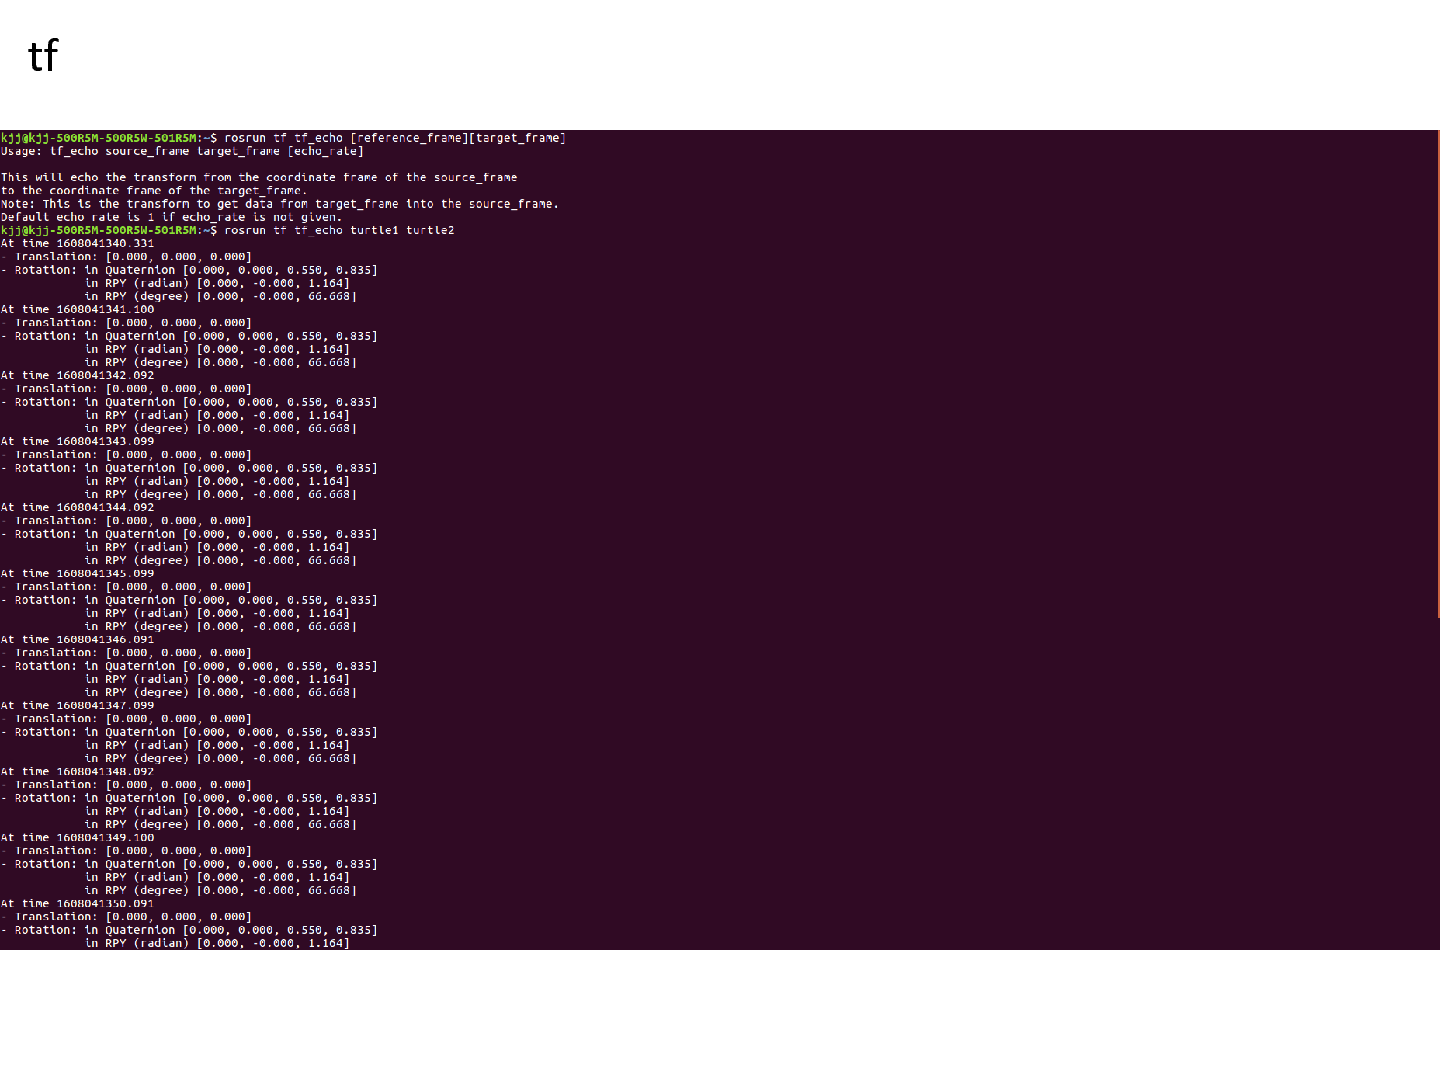 tf
kjj@kjj-500R5M-500R5W-501R5M:~$ rosrun tf tf_echo [reference_frame][target_frame]
Usage: tf_echo source_frame target_frame [echo_rate]
This will echo the transform from the coordinate frame of the source_frame
to the coordinate frame of the target_frame.
Note: This is the transform to get data from target_frame into the source_frame.
Default echo rate is 1 if echo_rate is not given.
kjj@kjj-500R5M-500R5W-501R5M:~$ rosrun tf tf_echo turtle1 turtle2
At time 1608041340.331
- Translation: [0.000, 0.000, 0.000]
- Rotation: in Quaternion [0.000, 0.000, 0.550, 0.835]
in RPY (radian) [0.000, -0.000, 1.164]
in RPY (degree) [0.000, -0.000, 66.668]
At time 1608041341.100
- Translation: [0.000, 0.000, 0.000]
- Rotation: in Quaternion [0.000, 0.000, 0.550, 0.835]
in RPY (radian) [0.000, -0.000, 1.164]
in RPY (degree) [0.000, -0.000, 66.668]
At time 1608041342.092
- Translation: [0.000, 0.000, 0.000]
- Rotation: in Quaternion [0.000, 0.000, 0.550, 0.835]
in RPY (radian) [0.000, -0.000, 1.164]
in RPY (degree) [0.000, -0.000, 66.668]
At time 1608041343.099
- Translation: [0.000, 0.000, 0.000]
- Rotation: in Quaternion [0.000, 0.000, 0.550, 0.835]
in RPY (radian) [0.000, -0.000, 1.164]
in RPY (degree) [0.000, -0.000, 66.668]
At time 1608041344.092
- Translation: [0.000, 0.000, 0.000]
- Rotation: in Quaternion [0.000, 0.000, 0.550, 0.835]
in RPY (radian) [0.000, -0.000, 1.164]
in RPY (degree) [0.000, -0.000, 66.668]
At time 1608041345.099
- Translation: [0.000, 0.000, 0.000]
- Rotation: in Quaternion [0.000, 0.000, 0.550, 0.835]
in RPY (radian) [0.000, -0.000, 1.164]
in RPY (degree) [0.000, -0.000, 66.668]
At time 1608041346.091
- Translation: [0.000, 0.000, 0.000]
- Rotation: in Quaternion [0.000, 0.000, 0.550, 0.835]
in RPY (radian) [0.000, -0.000, 1.164]
in RPY (degree) [0.000, -0.000, 66.668]
At time 1608041347.099
- Translation: [0.000, 0.000, 0.000]
- Rotation: in Quaternion [0.000, 0.000, 0.550, 0.835]
in RPY (radian) [0.000, -0.000, 1.164]
in RPY (degree) [0.000, -0.000, 66.668]
At time 1608041348.092
- Translation: [0.000, 0.000, 0.000]
- Rotation: in Quaternion [0.000, 0.000, 0.550, 0.835]
in RPY (radian) [0.000, -0.000, 1.164]
in RPY (degree) [0.000, -0.000, 66.668]
At time 1608041349.100
- Translation: [0.000, 0.000, 0.000]
- Rotation: in Quaternion [0.000, 0.000, 0.550, 0.835]
in RPY (radian) [0.000, -0.000, 1.164]
in RPY (degree) [0.000, -0.000, 66.668]
At time 1608041350.091
- Translation: [0.000, 0.000, 0.000]
- Rotation: in Quaternion [0.000, 0.000, 0.550, 0.835]
in RPY (radian) [0.000, -0.000, 1.164]